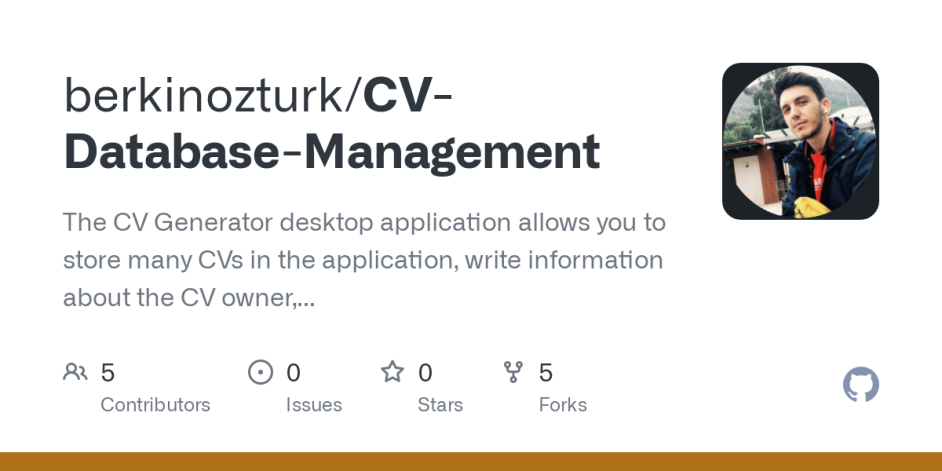 berkinozturk/CV-
Database-Management
The CV Generator desktop application allows you to
store many CVs in the application, write information
about the CV owner,...
5
Contributors
0
Issues
0
Stars
5
Forks